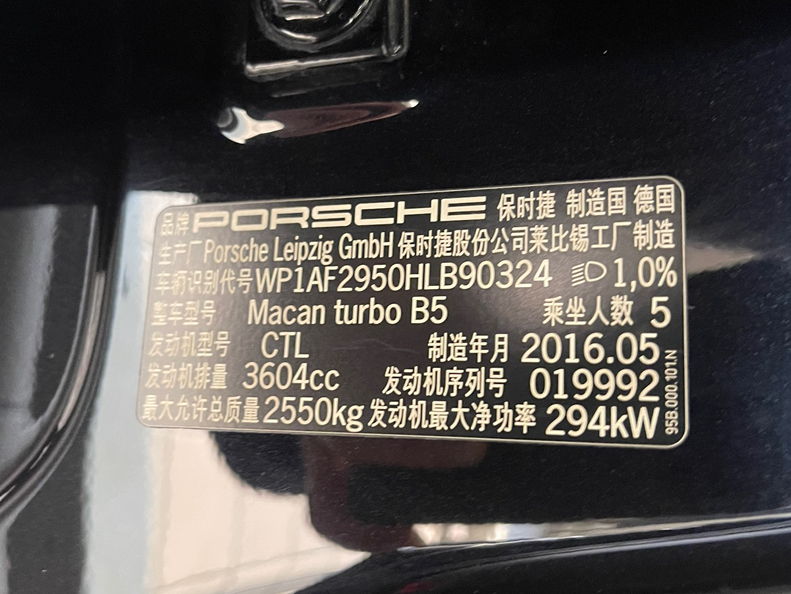 品牌 PORSCHE 保时捷 制造国 德国
生产厂 Porsche Leipzig GmbH 保时捷股份公司莱比锡工厂制造
车辆识别代号 WP1AF2950HLB90324 1,0%
整车型号 Macan turbo B5 乘坐人数 5
发动机型号 CTL 制造年月 2016.05
发动机排量 3604cc 发动机序列号 019992
最大允许总质量 2550kg 发动机最大净功率 294kW
95B.000.101.N